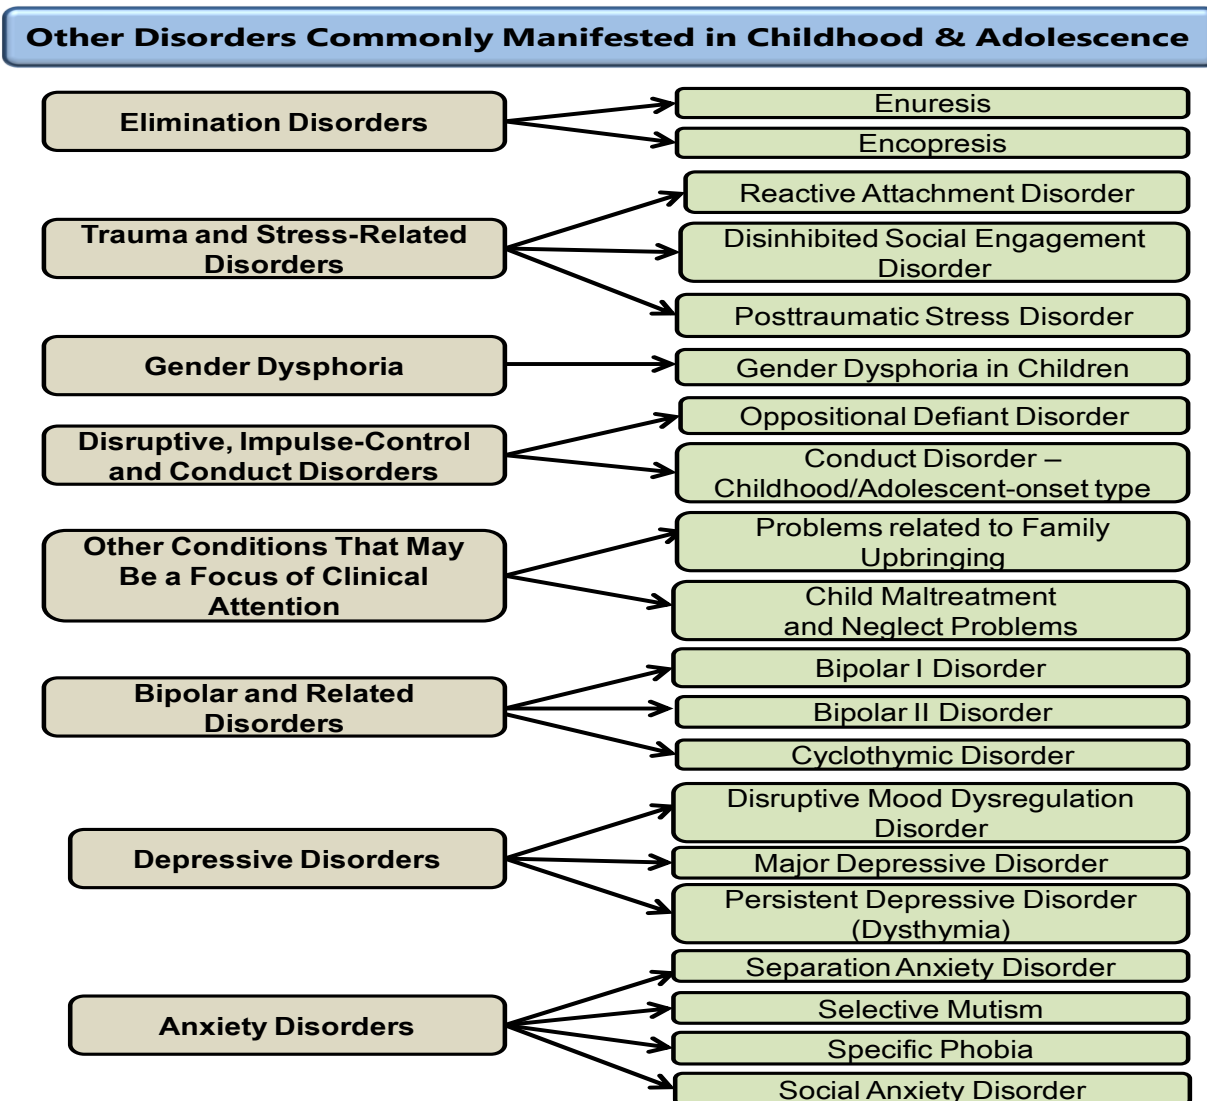 Other Disorders Commonly Manifested in Childhood & Adolescence
Elimination Disorders
Enuresis
Encopresis
Trauma and Stress-Related
Disorders
Reactive Attachment Disorder
Disinhibited Social Engagement
Disorder
Posttraumatic Stress Disorder
Gender Dysphoria
Gender Dysphoria in Children
Disruptive, Impulse-Control
and Conduct Disorders
Oppositional Defiant Disorder
Conduct Disorder –
Childhood/Adolescent-onset type
Other Conditions That May
Be a Focus of Clinical
Attention
Problems related to Family
Upbringing
Child Maltreatment
and Neglect Problems
Bipolar and Related
Disorders
Bipolar I Disorder
Bipolar II Disorder
Cyclothymic Disorder
Depressive Disorders
Disruptive Mood Dysregulation
Disorder
Major Depressive Disorder
Persistent Depressive Disorder
(Dysthymia)
Anxiety Disorders
Separation Anxiety Disorder
Selective Mutism
Specific Phobia
Social Anxiety Disorder